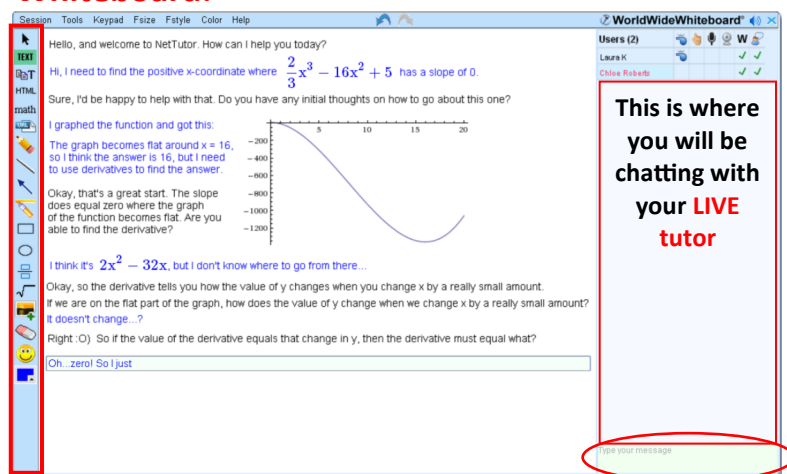 Session Tools Keypad Fsize Fstyle Color Help
WorldWideWhiteboard®
Users (2) W
Laura K
Chloe Roberts
TEXT
T
HTML
math
Hello, and welcome to NetTutor. How can I help you today?
Hi, I need to find the positive x-coordinate where 2/3 x³ − 16x² + 5 has a slope of 0.
Sure, I'd be happy to help with that. Do you have any initial thoughts on how to go about this one?
I graphed the function and got this:
The graph becomes flat around x = 16,
so I think the answer is 16, but I need
to use derivatives to find the answer.
Okay, that's a great start. The slope
does equal zero where the graph
of the function becomes flat. Are you
able to find the derivative?
5 10 15 20
−200
−400
−600
−800
−1000
−1200
I think it's 2x² − 32x, but I don't know where to go from there...
Okay, so the derivative tells you how the value of y changes when you change x by a really small amount.
If we are on the flat part of the graph, how does the value of y change when we change x by a really small amount?
It doesn't change...?
Right :O) So if the value of the derivative equals that change in y, then the derivative must equal what?
Oh...zero! So I just
This is where
you will be
chatting with
your LIVE
tutor
Type your message